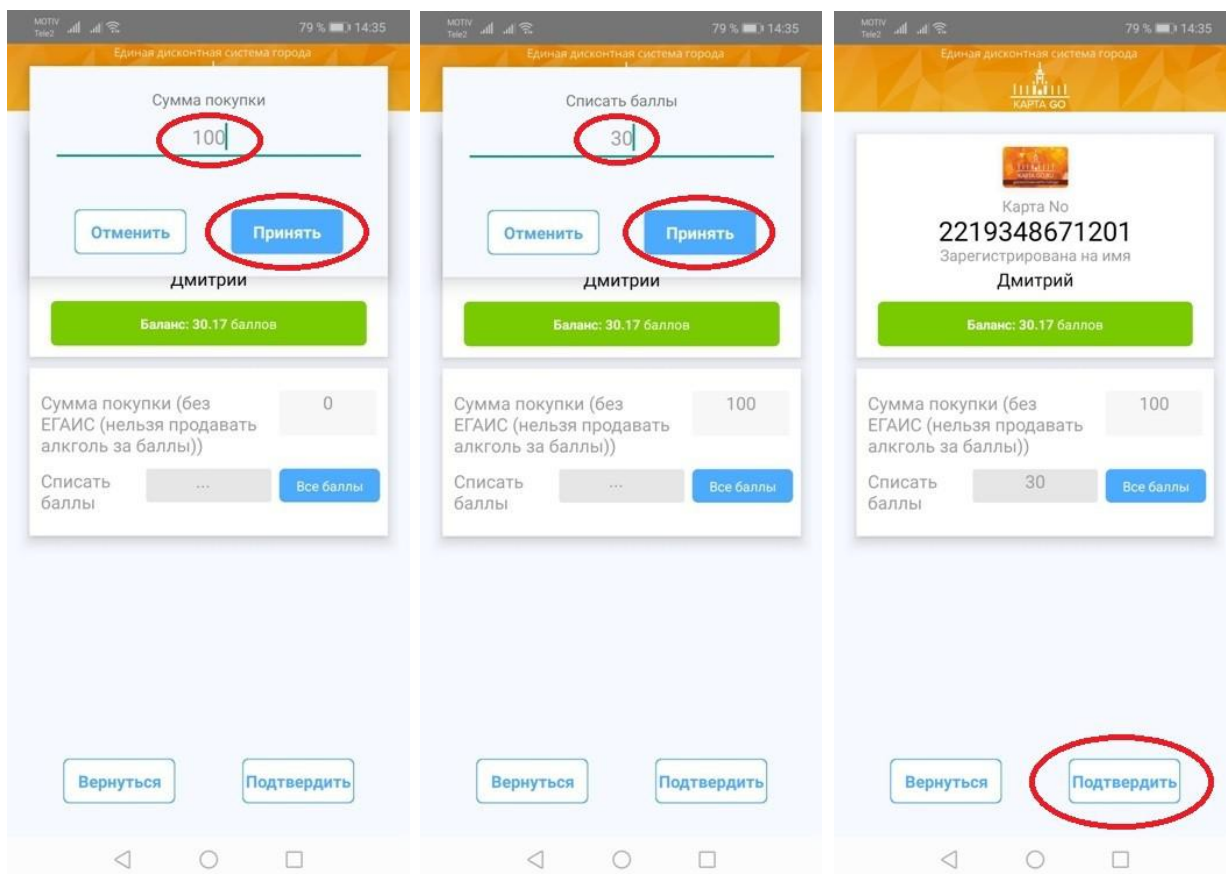 MOTIV
Tele2
79 % 14:35
Единая дисконтная система города
Сумма покупки
100
Отменить
Принять
Дмитрий
Баланс: 30.17 баллов
Сумма покупки (без
ЕГАИС (нельзя продавать
алкголь за баллы))
0
Списать
баллы
...
Все баллы
Вернуться
Подтвердить
MOTIV
Tele2
79 % 14:35
Единая дисконтная система города
Списать баллы
30
Отменить
Принять
Дмитрий
Баланс: 30.17 баллов
Сумма покупки (без
ЕГАИС (нельзя продавать
алкголь за баллы))
100
Списать
баллы
...
Все баллы
Вернуться
Подтвердить
MOTIV
Tele2
79 % 14:35
Единая дисконтная система города
КАРТА GO
Карта No
2219348671201
Зарегистрирована на имя
Дмитрий
Баланс: 30.17 баллов
Сумма покупки (без
ЕГАИС (нельзя продавать
алкголь за баллы))
100
Списать
баллы
30
Все баллы
Вернуться
Подтвердить